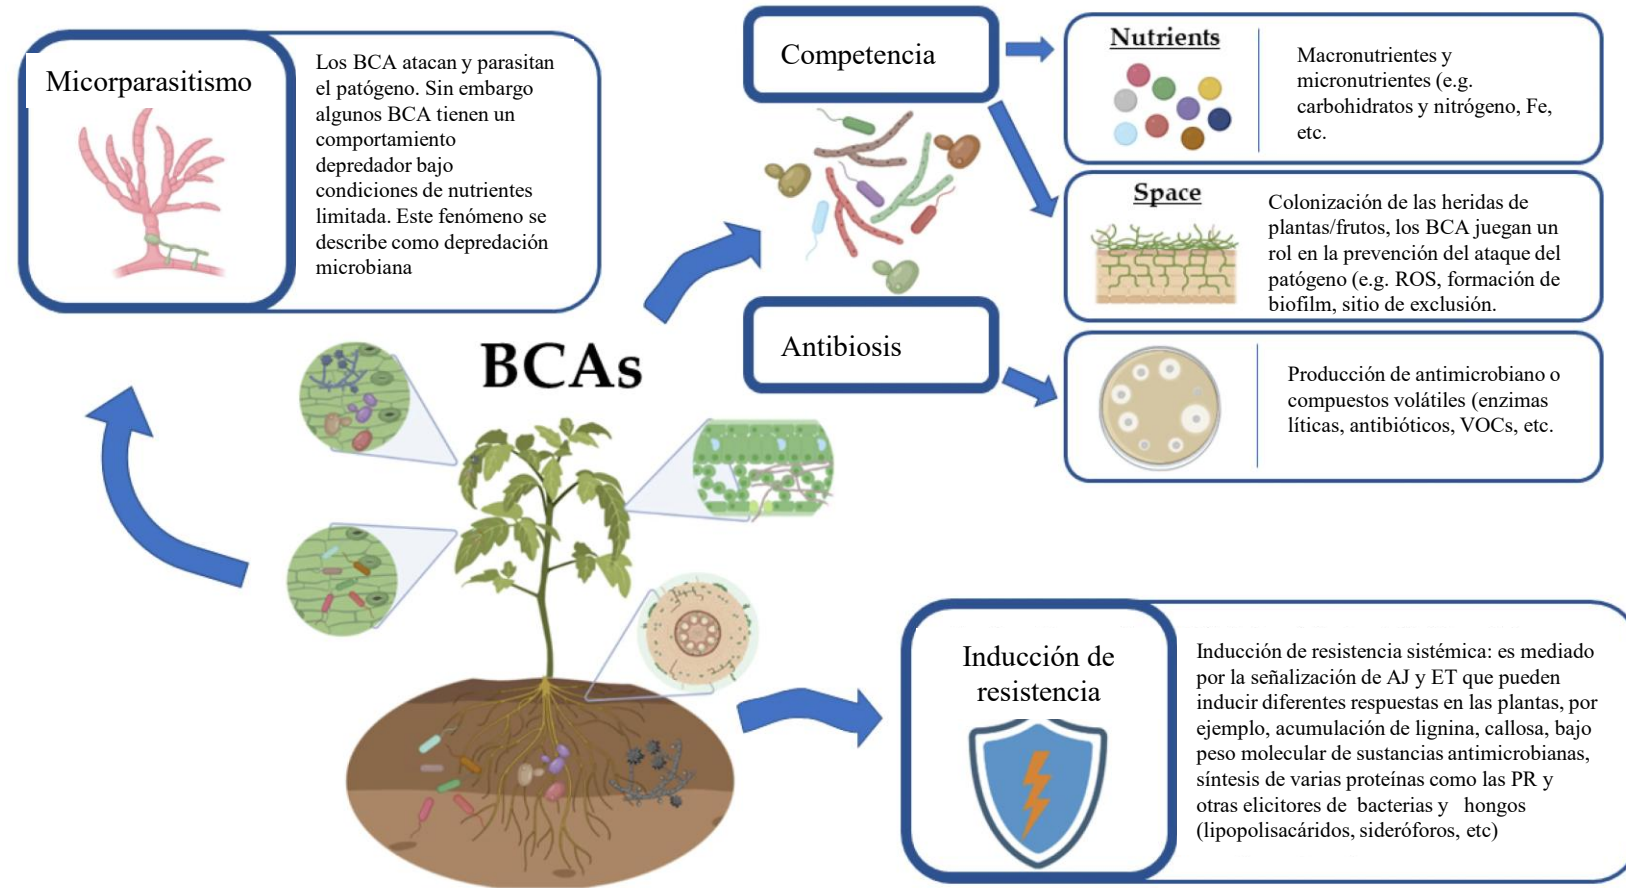 Micorparasitismo
Los BCA atacan y parasitan
el patógeno. Sin embargo
algunos BCA tienen un
comportamiento
depredador bajo
condiciones de nutrientes
limitada. Este fenómeno se
describe como depredación
microbiana
Competencia
Nutrients
Macronutrientes y
micronutrientes (e.g.
carbohidratos y nitrógeno, Fe,
etc.
Space
Colonización de las heridas de
plantas/frutos, los BCA juegan un
rol en la prevención del ataque del
patógeno (e.g. ROS, formación de
biofilm, sitio de exclusión.
Antibiosis
Producción de antimicrobiano o
compuestos volátiles (enzimas
líticas, antibióticos, VOCs, etc.
BCAs
Inducción de
resistencia
Inducción de resistencia sistémica: es mediado
por la señalización de AJ y ET que pueden
inducir diferentes respuestas en las plantas, por
ejemplo, acumulación de lignina, callosa, bajo
peso molecular de sustancias antimicrobianas,
síntesis de varias proteínas como las PR y
otras elicitores de bacterias y hongos
(lipopolisacáridos, sideróforos, etc)